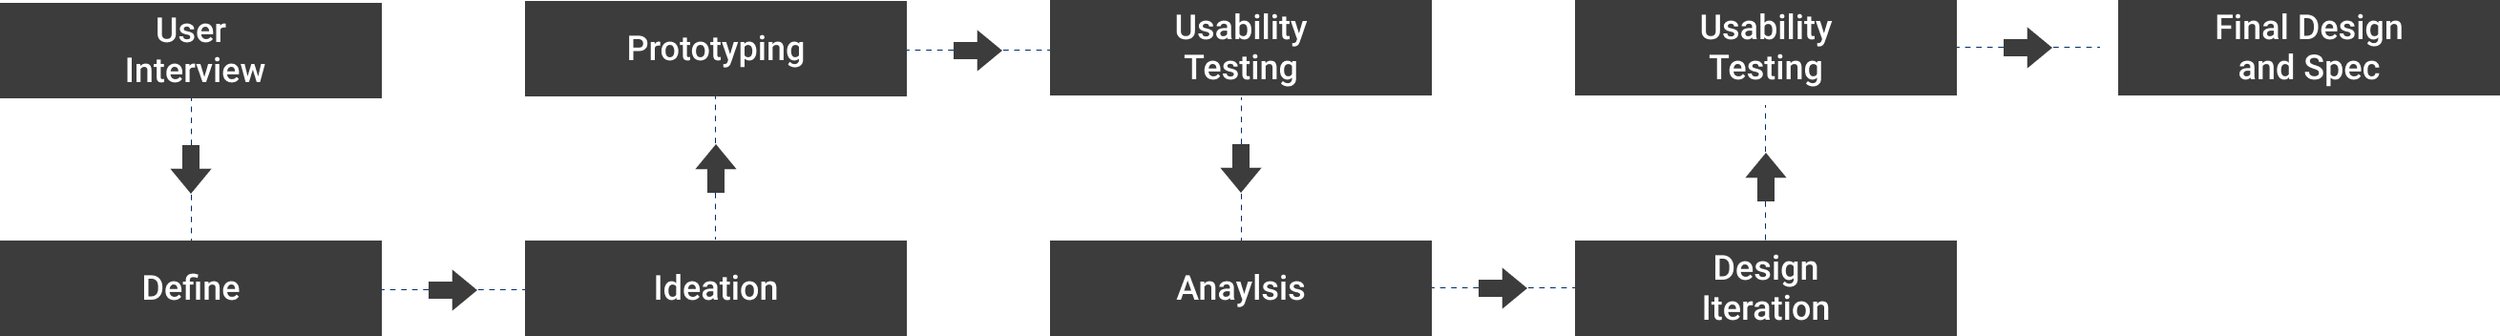 User
Interview
Define
Ideation
Prototyping
Usability
Testing
Anaylsis
Design
Iteration
Usability
Testing
Final Design
and Spec